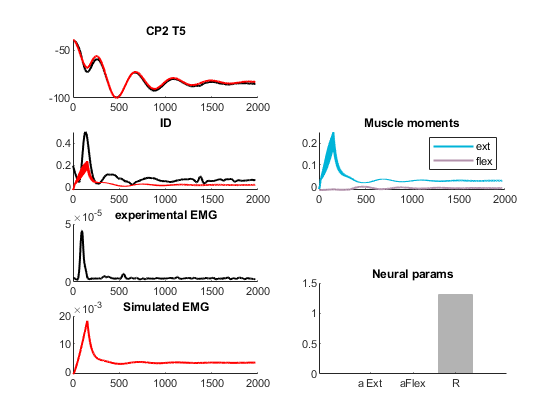 CP2 T5
-50
-100
0 500 1000 1500 2000
ID
0.4
0.2
0
0 500 1000 1500 2000
Muscle moments
ext
flex
0.2
0.1
0
0 500 1000 1500 2000
×10-5
experimental EMG
5
0
0 500 1000 1500 2000
×10-3
Simulated EMG
20
10
0
0 500 1000 1500 2000
Neural params
1.5
1
0.5
0
a Ext aFlex R